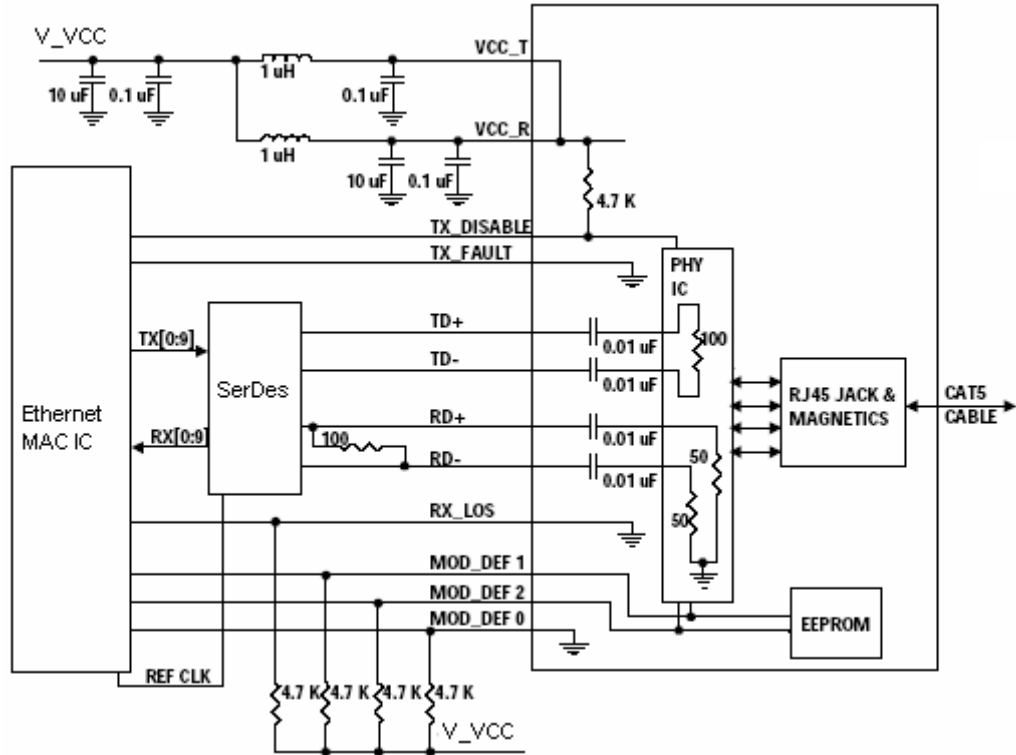 V_VCC
VCC_T
1 uH
10 uF
0.1 uF
0.1 uF
VCC_R
1 uH
10 uF
0.1 uF
4.7 K
TX_DISABLE
TX_FAULT
PHY
IC
TX[0:9]
TD+
0.01 uF
100
TD-
0.01 uF
SerDes
Ethernet
MAC IC
RJ45 JACK &
MAGNETICS
CAT5
CABLE
RX[0:9]
RD+
100
0.01 uF
50
RD-
0.01 uF
50
RX_LOS
MOD_DEF 1
MOD_DEF 2
MOD_DEF 0
EEPROM
REF CLK
4.7 K
4.7 K
4.7 K
4.7 K
V_VCC